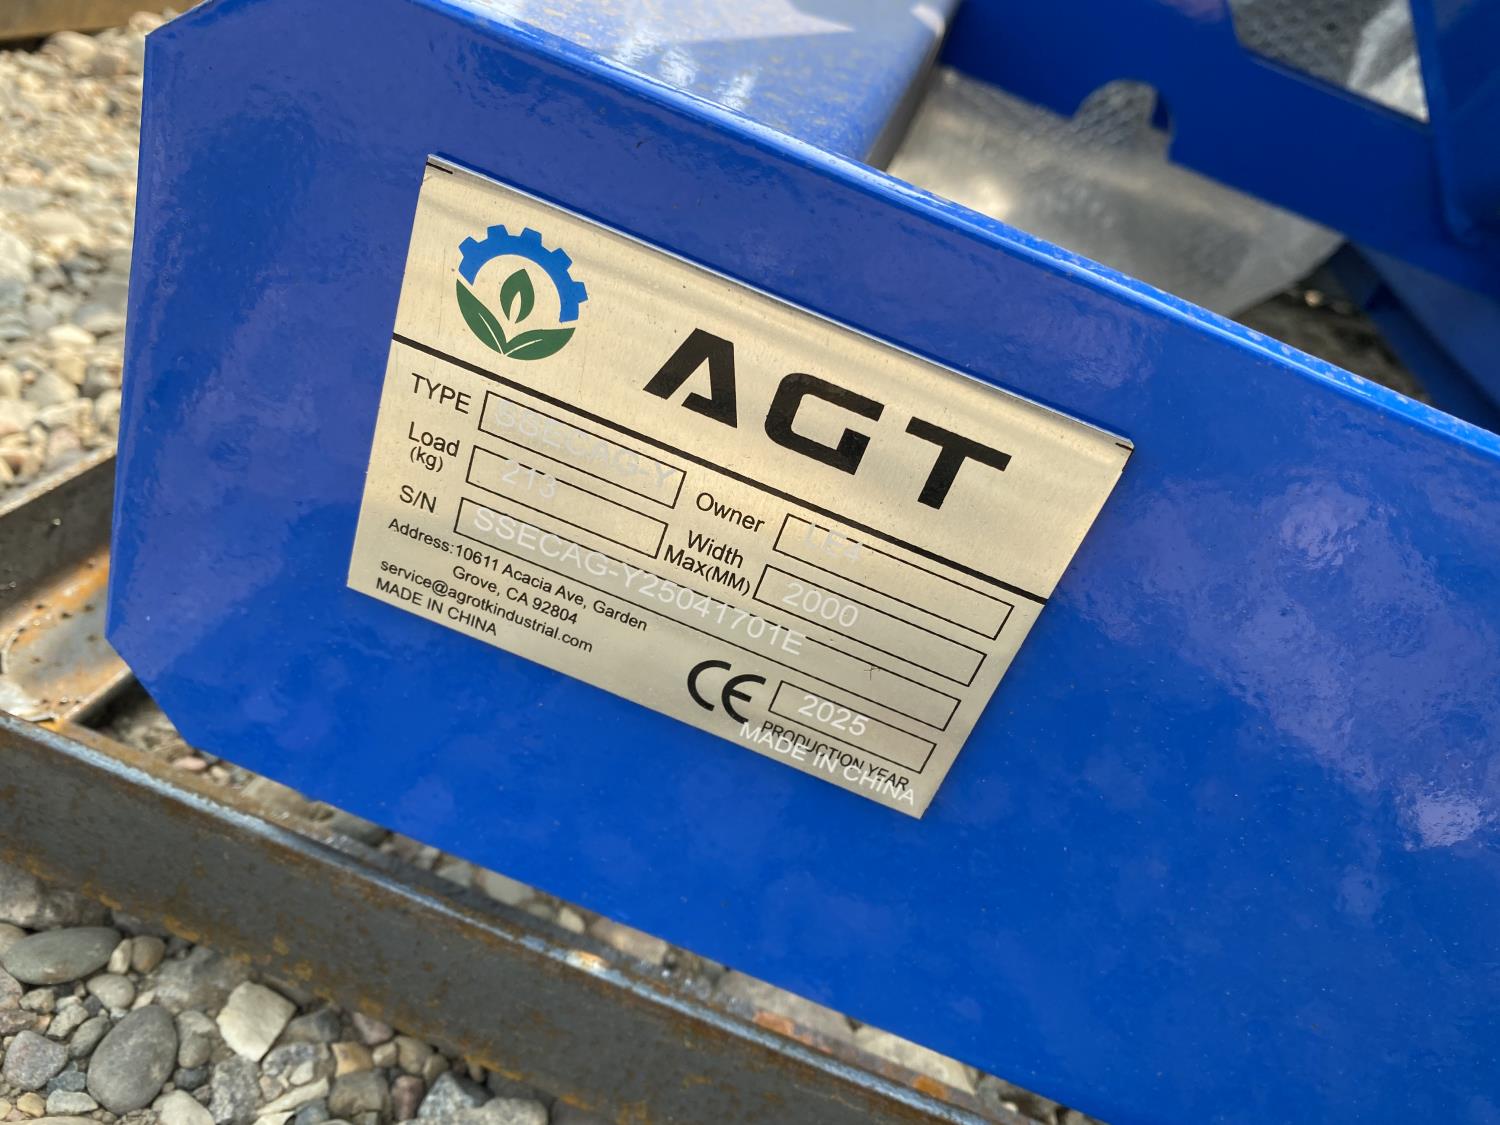 AGT
TYPE SSECAG-Y Owner LE4
Load (kg) 213 Width Max(MM) 2000
S/N SSECAG-Y25041701E
Address:10611 Acacia Ave, Garden
Grove, CA 92804
service@agrotkindustrial.com
MADE IN CHINA
CE 2025
PRODUCTION YEAR
MADE IN CHINA